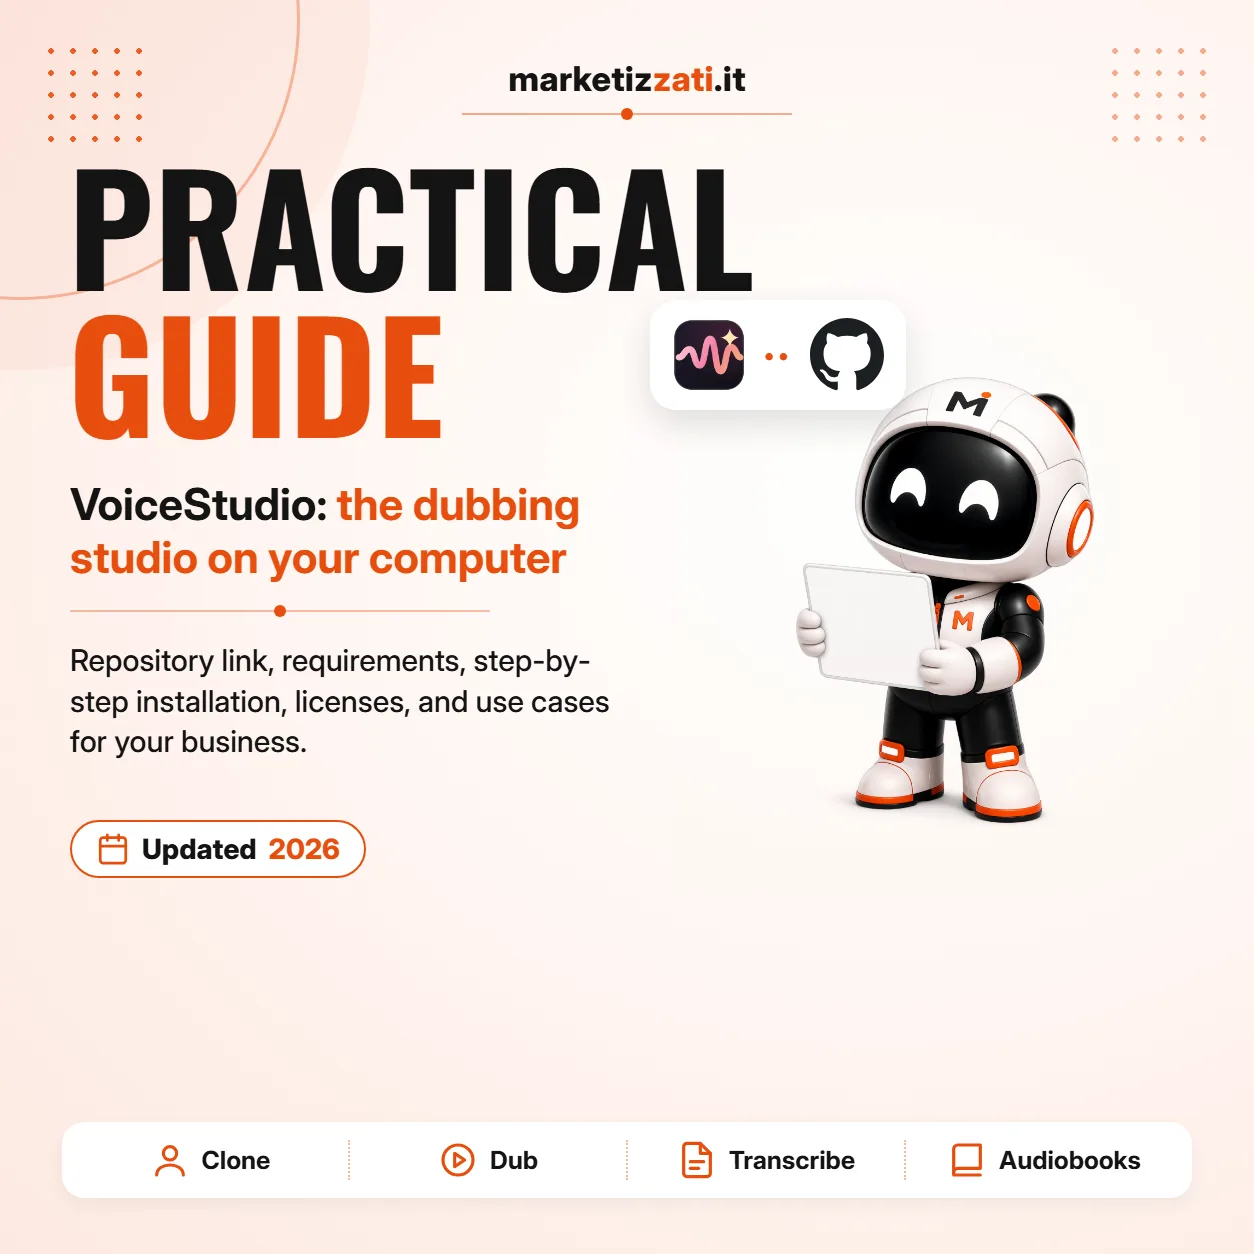 marketizzati.it
PRACTICAL
GUIDE
VoiceStudio: the dubbing
studio on your computer
Repository link, requirements, step-by-
step installation, licenses, and use cases
for your business.
Updated 2026
M
M
Clone
Dub
Transcribe
Audiobooks